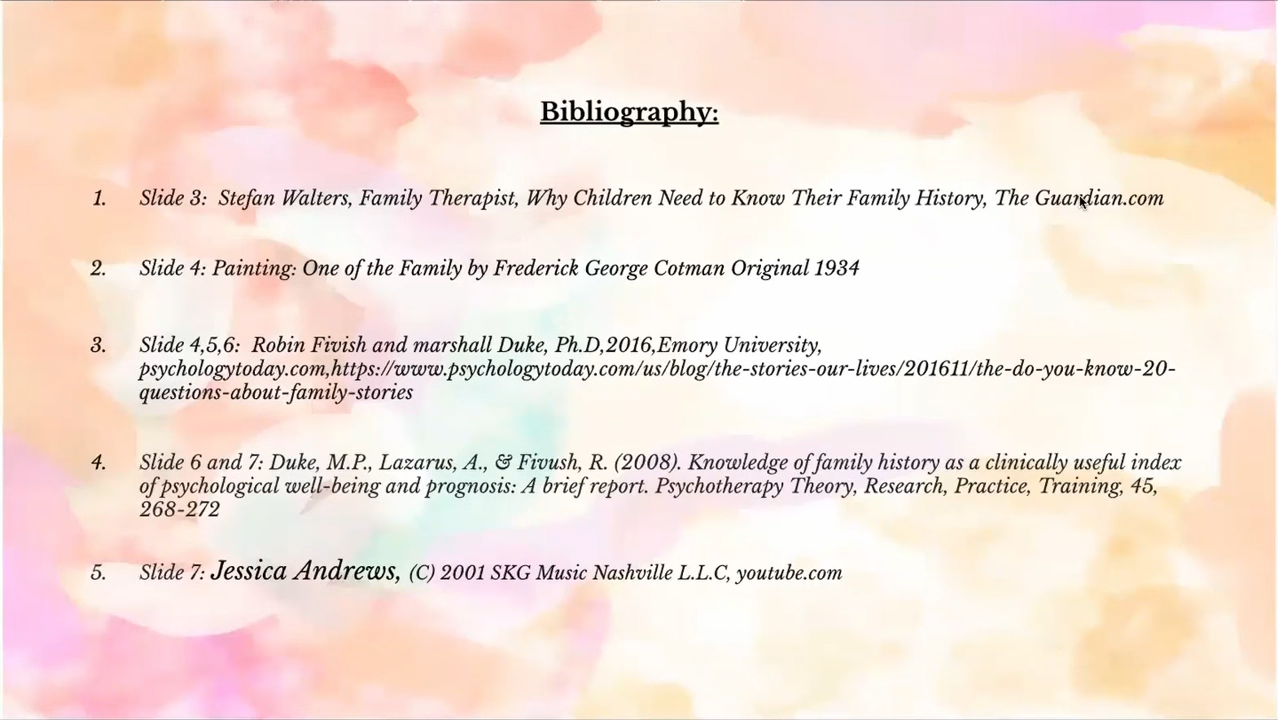 Bibliography:
1. Slide 3: Stefan Walters, Family Therapist, Why Children Need to Know Their Family History, The Guardian.com
2. Slide 4: Painting: One of the Family by Frederick George Cotman Original 1934
3. Slide 4,5,6: Robin Fivish and marshall Duke, Ph.D,2016,Emory University,
psychologytoday.com,https://www.psychologytoday.com/us/blog/the-stories-our-lives/201611/the-do-you-know-20-
questions-about-family-stories
4. Slide 6 and 7: Duke, M.P., Lazarus, A., & Fivush, R. (2008). Knowledge of family history as a clinically useful index
of psychological well-being and prognosis: A brief report. Psychotherapy Theory, Research, Practice, Training, 45,
268-272
5. Slide 7: Jessica Andrews, (C) 2001 SKG Music Nashville L.L.C, youtube.com